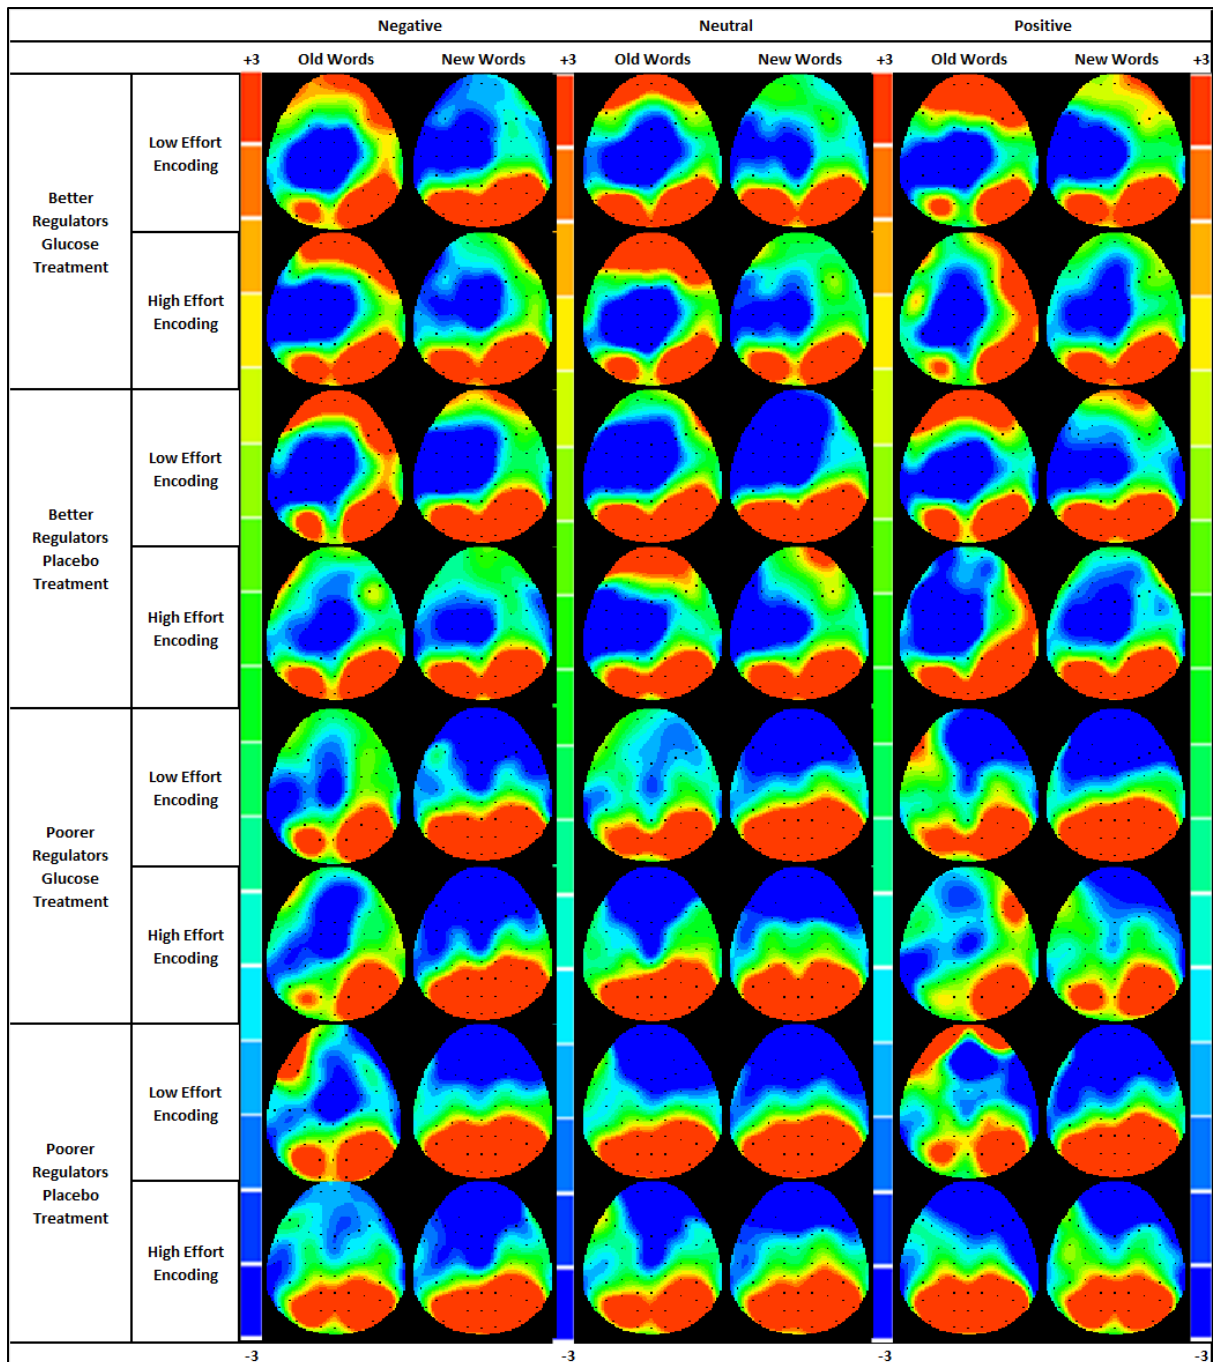 Negative Neutral Positive
+3 Old Words New Words +3 Old Words New Words +3 Old Words New Words +3
Better
Regulators
Glucose
Treatment
Low Effort
Encoding
High Effort
Encoding
Better
Regulators
Placebo
Treatment
Low Effort
Encoding
High Effort
Encoding
Poorer
Regulators
Glucose
Treatment
Low Effort
Encoding
High Effort
Encoding
Poorer
Regulators
Placebo
Treatment
Low Effort
Encoding
High Effort
Encoding
-3 -3 -3 -3